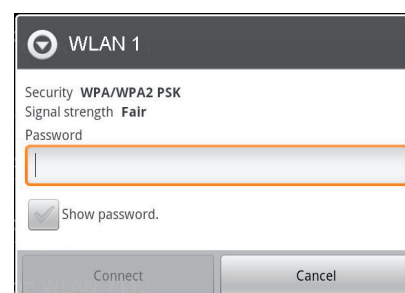 WLAN 1
Security WPA/WPA2 PSK
Signal strength Fair
Password
Show password.
Connect Cancel